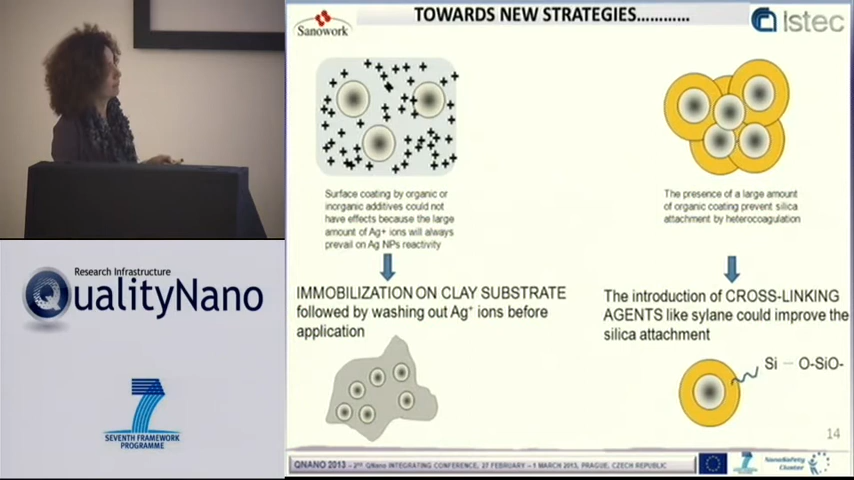 TOWARDS NEW STRATEGIES…………
Sanowork
Istec
Surface coating by organic or
inorganic additives could not
have effects because the large
amount of Ag+ ions will always
prevail on Ag NPs reactivity
The presence of a large amount
of organic coating prevent silica
attachment by heterocoagulation
IMMOBILIZATION ON CLAY SUBSTRATE
followed by washing out Ag⁺ ions before
application
The introduction of CROSS-LINKING
AGENTS like sylane could improve the
silica attachment
Si — O-SiO-
14
QNANO 2013 – 2ND QNano INTEGRATING CONFERENCE, 27 FEBRUARY – 1 MARCH 2013, PRAGUE, CZECH REPUBLIC
NanoSafety
Cluster
Research Infrastructure
QualityNano
7
SEVENTH FRAMEWORK
PROGRAMME